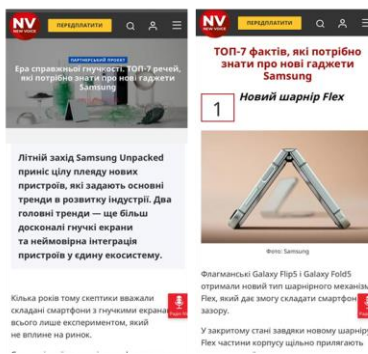 NV
NEW VOICE
ПЕРЕДПЛАТИТИ
ПАРТНЕРСЬКИЙ ПРОЄКТ
Ера справжньої гнучкості. ТОП-7 речей,
які потрібно знати про нові гаджети
Samsung
Літній захід Samsung Unpacked
приніс цілу плеяду нових
пристроїв, які задають основні
тренди в розвитку індустрії. Два
головні тренди — ще більш
досконалі гнучкі екрани
та неймовірна інтеграція
пристроїв у єдину екосистему.
Кілька років тому скептики вважали
складані смартфони з гнучкими екрана
всього лише експериментом, який
не вплине на ринок.
NV
NEW VOICE
ПЕРЕДПЛАТИТИ
ТОП-7 фактів, які потрібно
знати про нові гаджети
Samsung
1
Новий шарнір Flex
Фото: Samsung
Флагманські Galaxy Flip5 і Galaxy Fold5
отримали новий тип шарнірного механізм
Flex, який дає змогу складати смартфон
зазору.
У закритому стані завдяки новому шарніру
Flex частини корпусу щільно прилягають